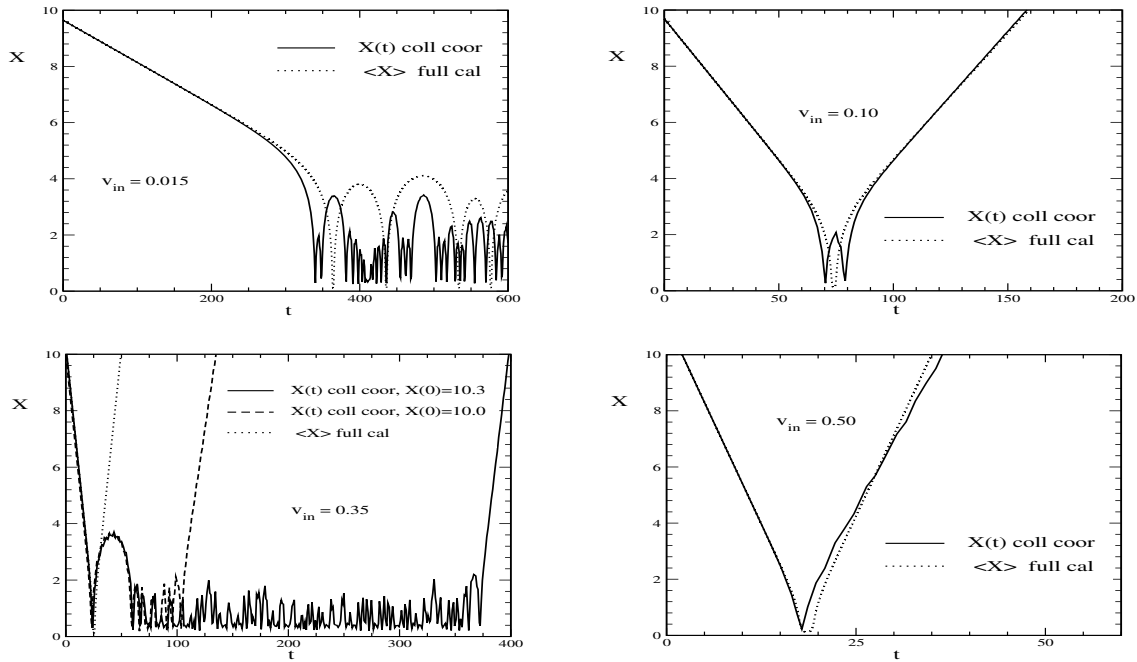 10
8
6
4
2
0
X
X(t) coll coor
<X> full cal
v_in = 0.015
0 200 400 600
t
10
8
6
4
2
0
X
v_in = 0.10
X(t) coll coor
<X> full cal
0 50 100 150 200
t
10
8
6
4
2
0
X
X(t) coll coor, X(0)=10.3
X(t) coll coor, X(0)=10.0
<X> full cal
v_in = 0.35
0 50 100 150 200 250 300 350 400
t
10
8
6
4
2
0
X
v_in = 0.50
X(t) coll coor
<X> full cal
0 25 50
t